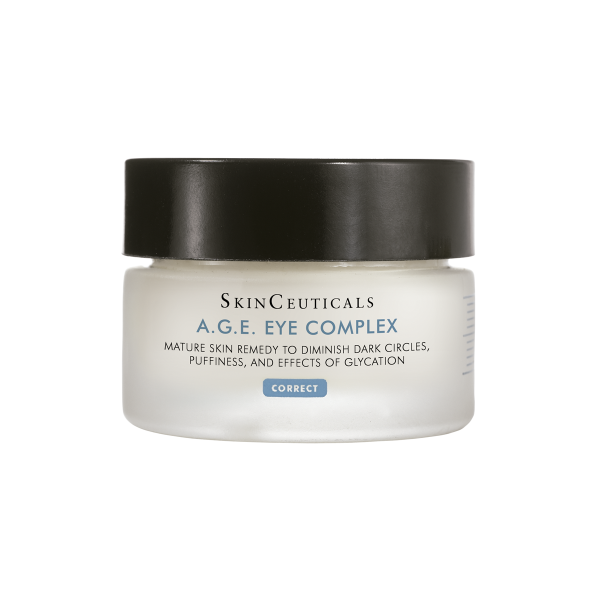 SKINCEUTICALS
A.G.E. EYE COMPLEX
MATURE SKIN REMEDY TO DIMINISH DARK CIRCLES,
PUFFINESS, AND EFFECTS OF GLYCATION
CORRECT